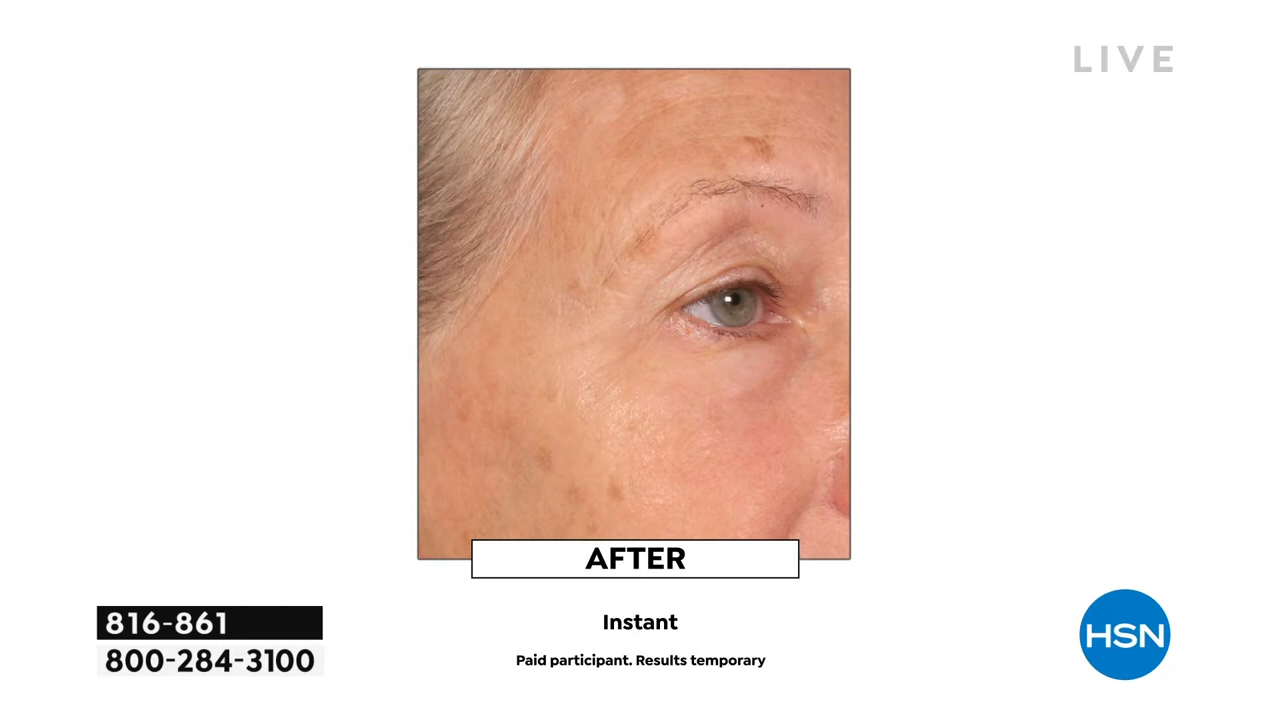 LIVE
AFTER
Instant
Paid participant. Results temporary
816-861
800-284-3100
HSN